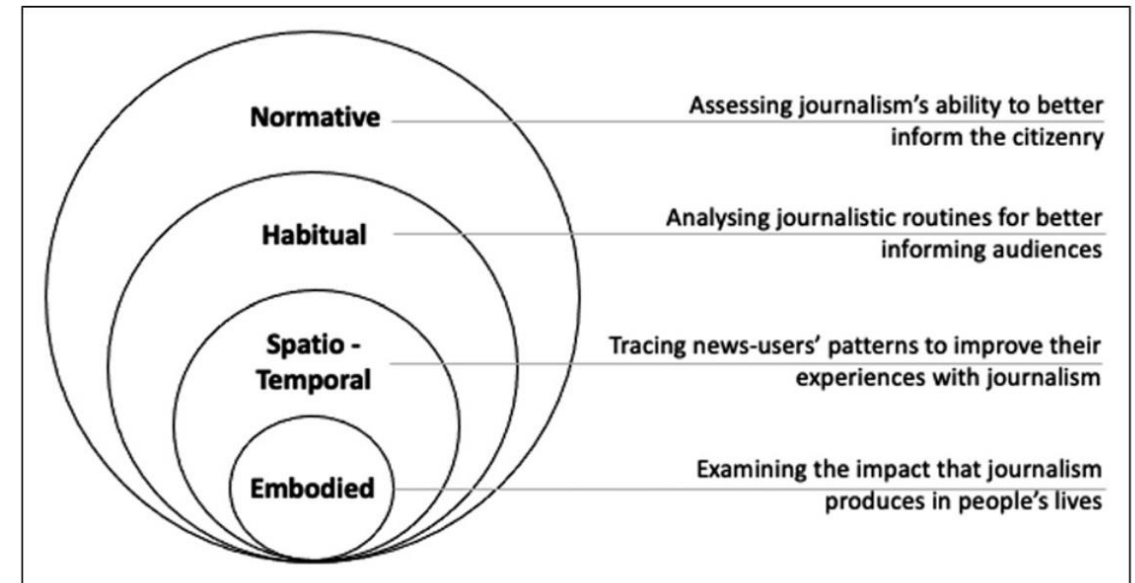 Normative
Assessing journalism’s ability to better
inform the citizenry
Habitual
Analysing journalistic routines for better
informing audiences
Spatio -
Temporal
Tracing news-users’ patterns to improve their
experiences with journalism
Embodied
Examining the impact that journalism
produces in people’s lives